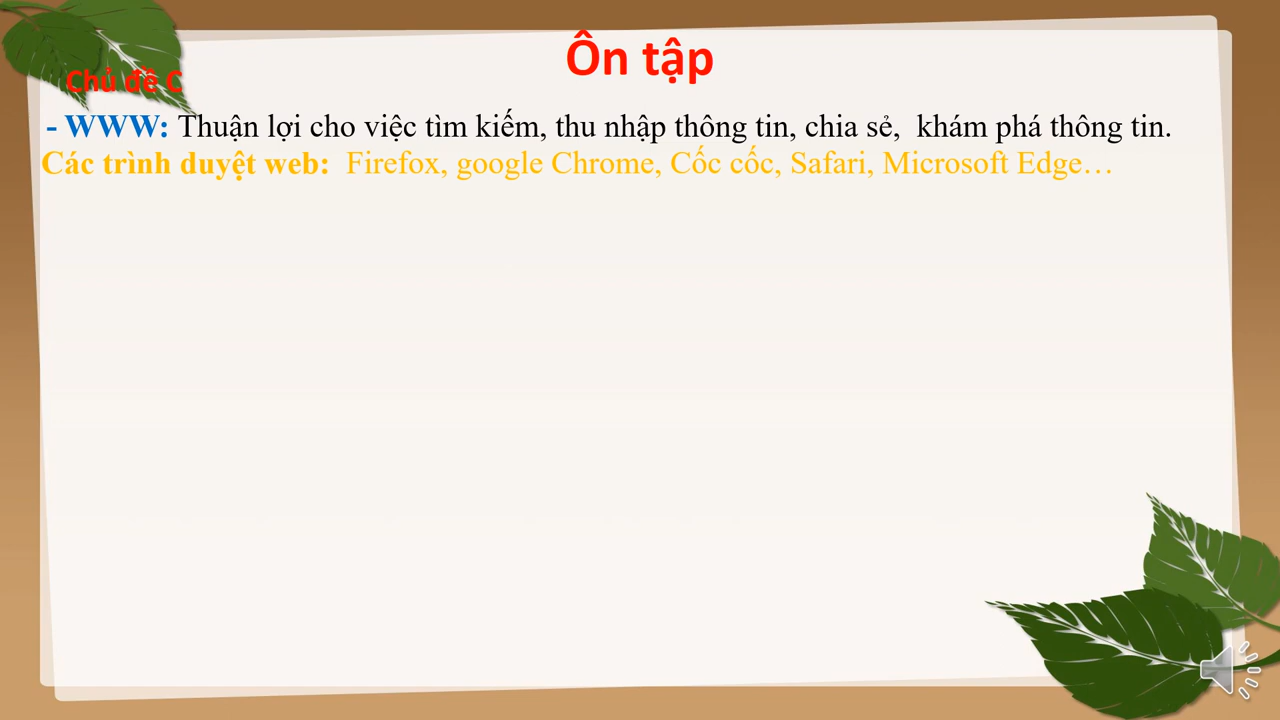 Ôn tập
Chủ đề C
- WWW: Thuận lợi cho việc tìm kiếm, thu nhập thông tin, chia sẻ, khám phá thông tin.
Các trình duyệt web: Firefox, google Chrome, Cốc cốc, Safari, Microsoft Edge…